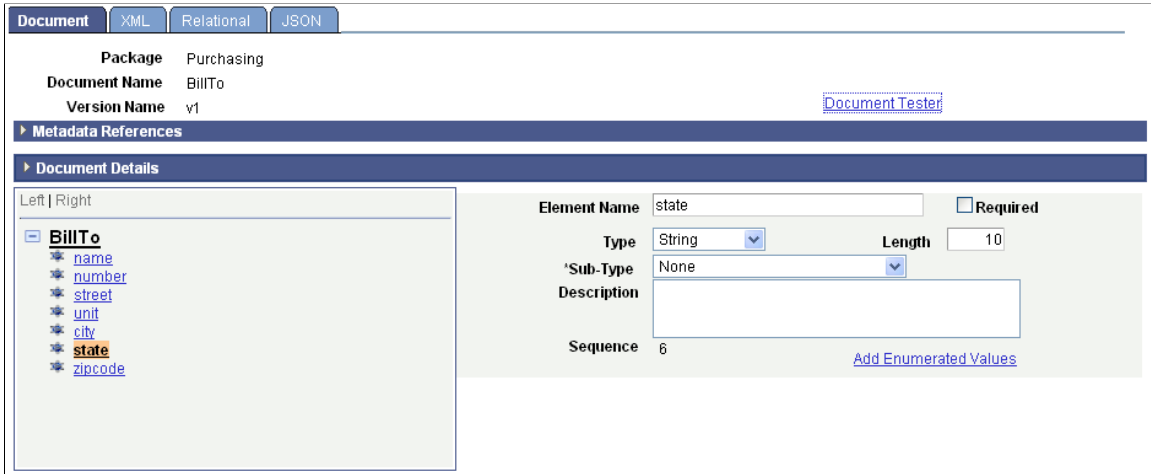 Document XML Relational JSON
Package Purchasing
Document Name BillTo
Version Name v1
Document Tester
Metadata References
Document Details
Left | Right
BillTo
name
number
street
unit
city
state
zipcode
Element Name state Required
Type String Length 10
*Sub-Type None
Description
Sequence 6
Add Enumerated Values